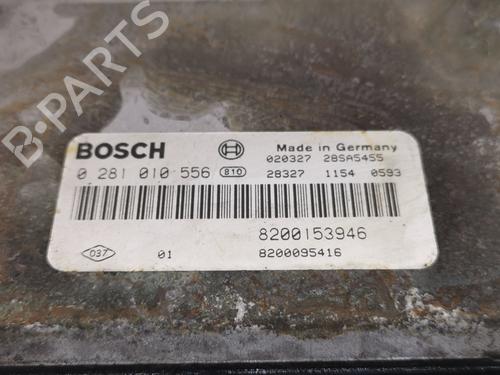 BOSCH
Made in Germany
020327 28SA5455
0 281 010 556 810
28327 1154 0593
8200153946
037 01 8200095416
B-PARTS